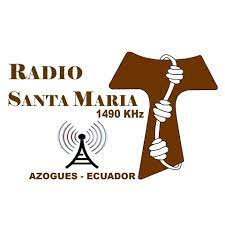 RADIO
SANTA MARIA
1490 KHz
AZOGUES - ECUADOR